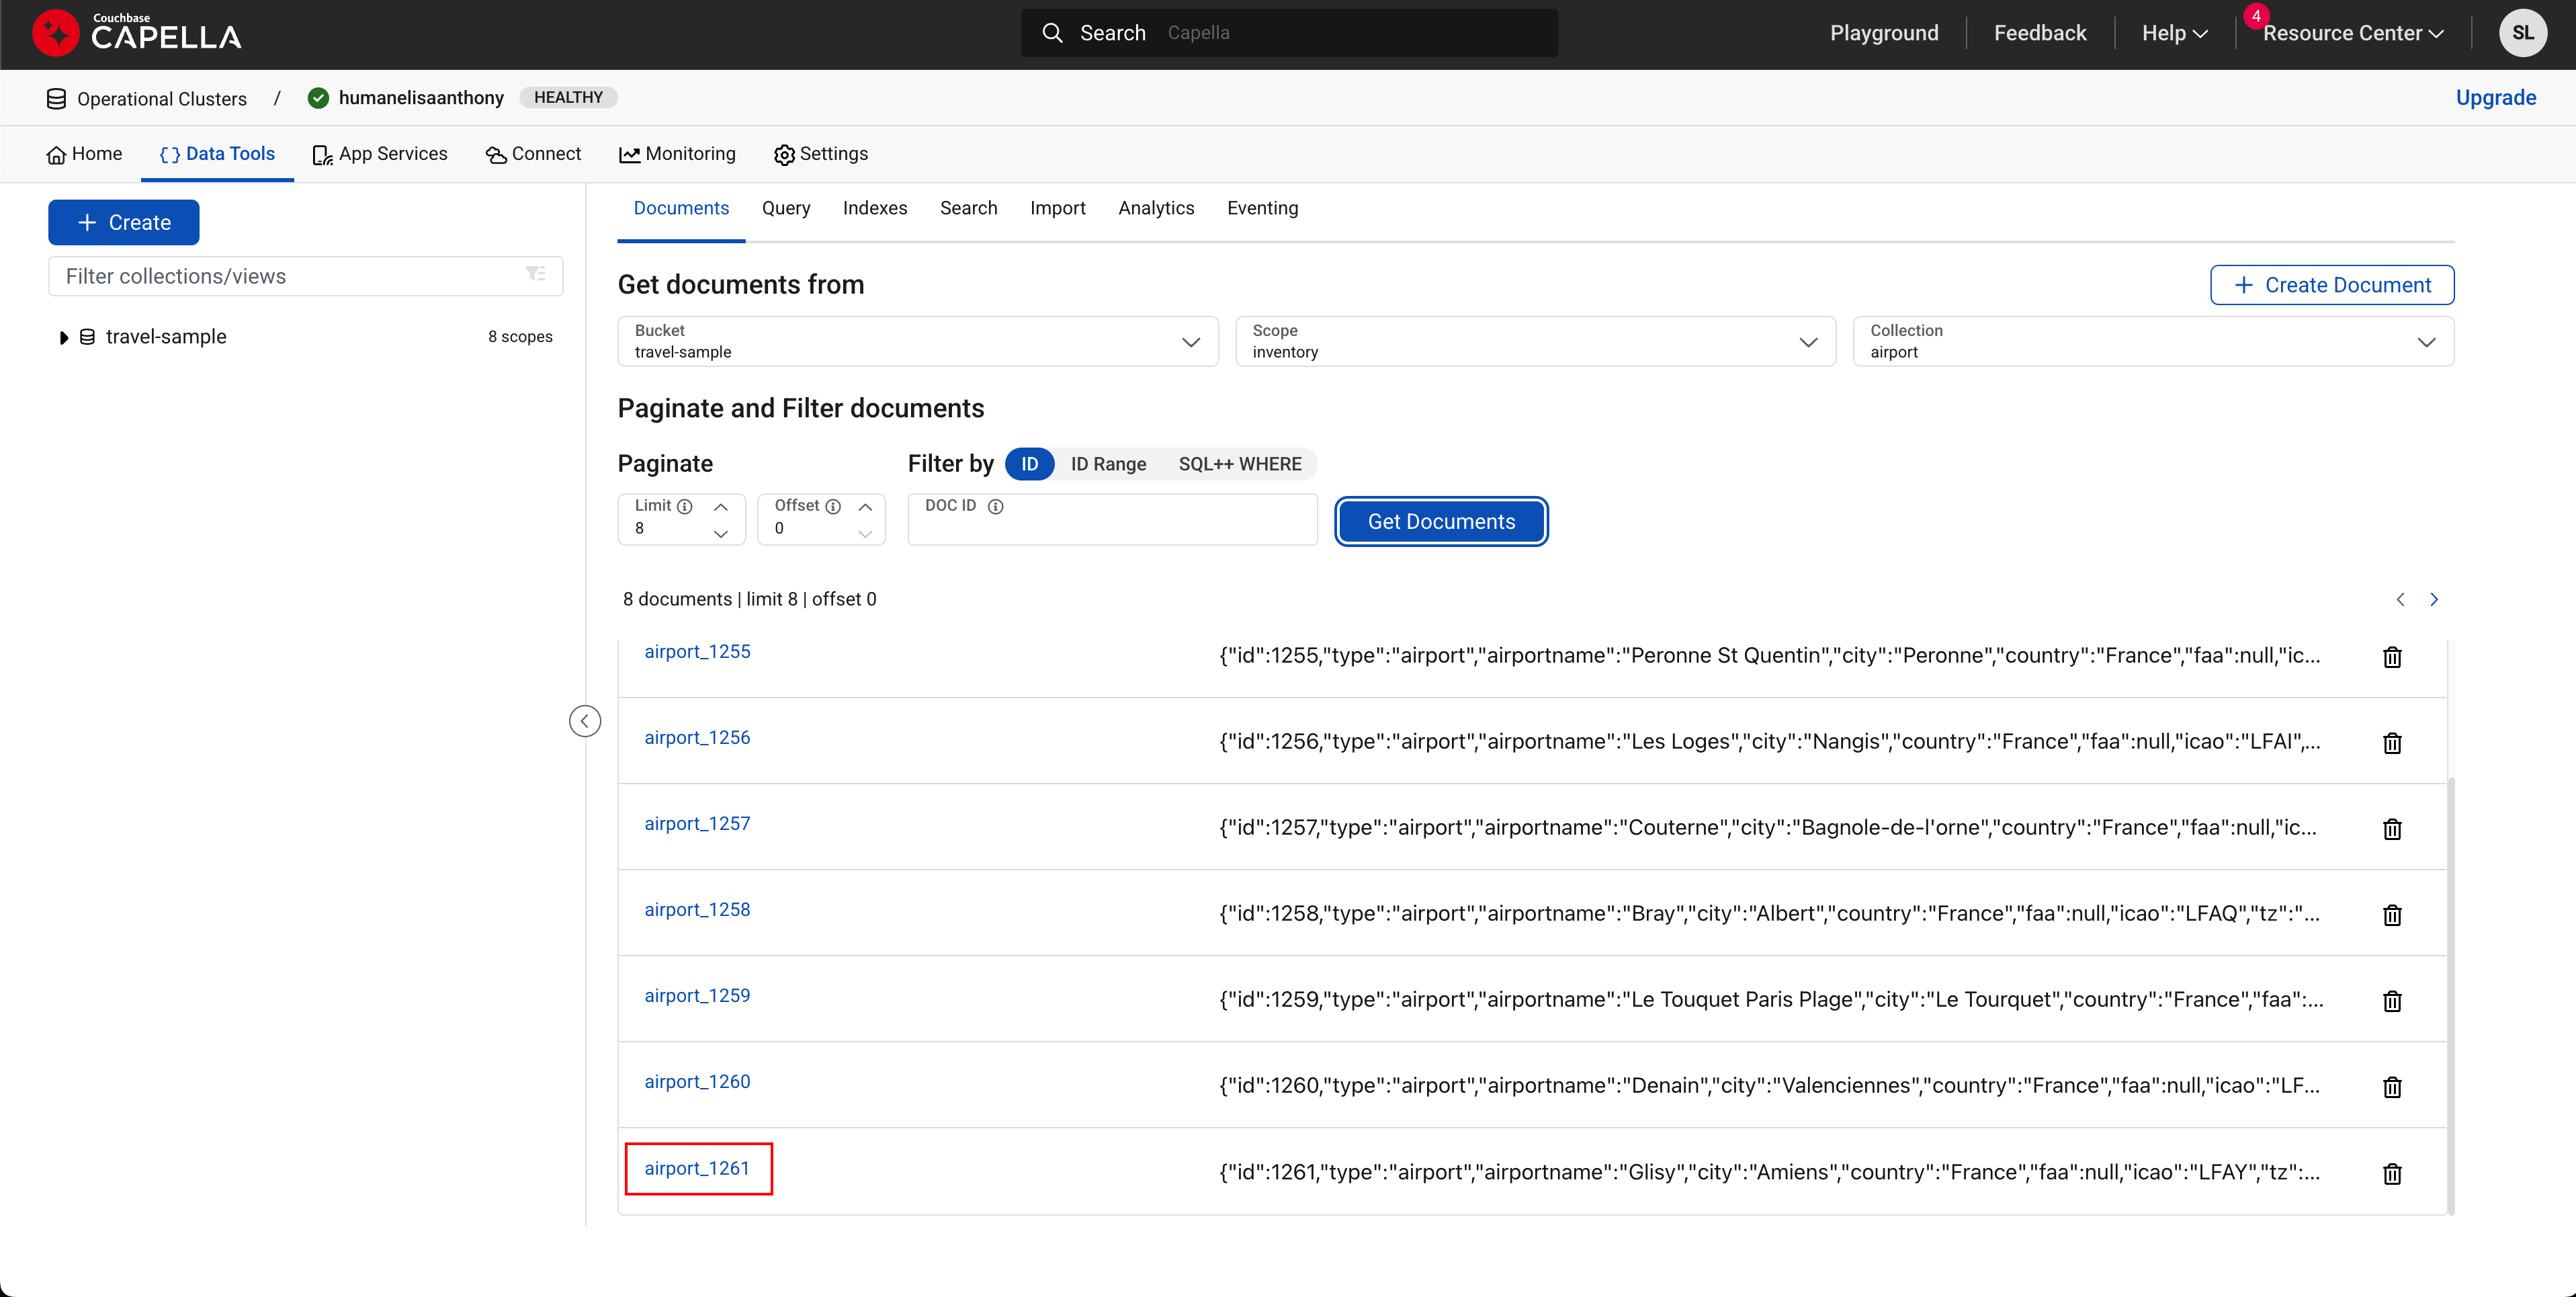 Couchbase
CAPELLA
Search Capella
Playground
Feedback
Help
4
Resource Center
SL
Operational Clusters / humanelisaanthony HEALTHY
Upgrade
Home
{} Data Tools
App Services
Connect
Monitoring
Settings
+ Create
Filter collections/views
travel-sample 8 scopes
Documents Query Indexes Search Import Analytics Eventing
Get documents from
+ Create Document
Bucket
travel-sample
Scope
inventory
Collection
airport
Paginate and Filter documents
Paginate
Filter by ID ID Range SQL++ WHERE
Limit
8
Offset
0
DOC ID
Get Documents
8 documents | limit 8 | offset 0
airport_1255 {"id":1255,"type":"airport","airportname":"Peronne St Quentin","city":"Peronne","country":"France","faa":null,"ic...
airport_1256 {"id":1256,"type":"airport","airportname":"Les Loges","city":"Nangis","country":"France","faa":null,"icao":"LFAI",...
airport_1257 {"id":1257,"type":"airport","airportname":"Couterne","city":"Bagnole-de-l'orne","country":"France","faa":null,"ic...
airport_1258 {"id":1258,"type":"airport","airportname":"Bray","city":"Albert","country":"France","faa":null,"icao":"LFAQ","tz":"...
airport_1259 {"id":1259,"type":"airport","airportname":"Le Touquet Paris Plage","city":"Le Tourquet","country":"France","faa":...
airport_1260 {"id":1260,"type":"airport","airportname":"Denain","city":"Valenciennes","country":"France","faa":null,"icao":"LF...
airport_1261 {"id":1261,"type":"airport","airportname":"Glisy","city":"Amiens","country":"France","faa":null,"icao":"LFAY","tz":...